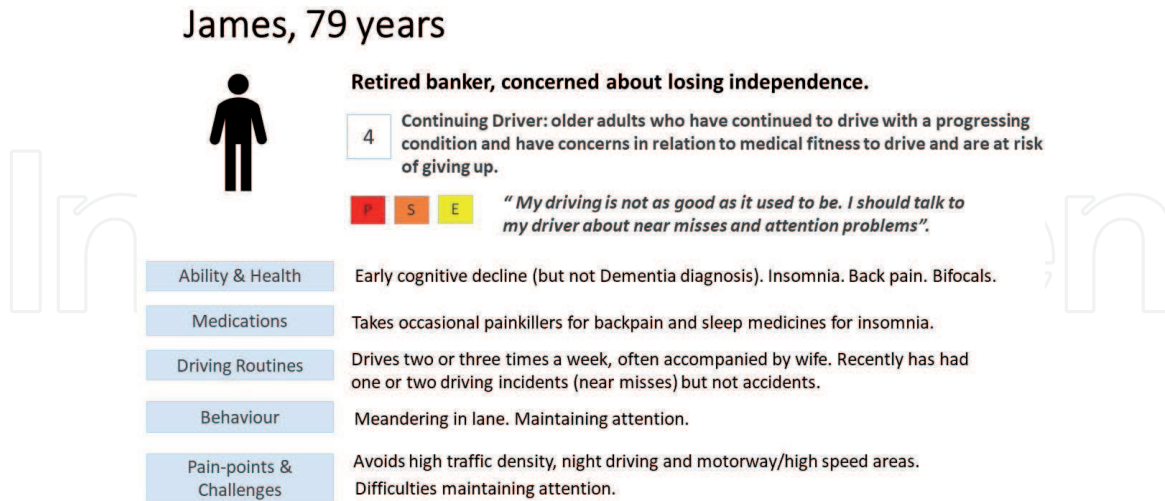 James, 79 years
Retired banker, concerned about losing independence.
4
Continuing Driver: older adults who have continued to drive with a progressing
condition and have concerns in relation to medical fitness to drive and are at risk
of giving up.
P S E
“ My driving is not as good as it used to be. I should talk to
my driver about near misses and attention problems”.
Ability & Health
Early cognitive decline (but not Dementia diagnosis). Insomnia. Back pain. Bifocals.
Medications
Takes occasional painkillers for backpain and sleep medicines for insomnia.
Driving Routines
Drives two or three times a week, often accompanied by wife. Recently has had
one or two driving incidents (near misses) but not accidents.
Behaviour
Meandering in lane. Maintaining attention.
Pain-points &
Challenges
Avoids high traffic density, night driving and motorway/high speed areas.
Difficulties maintaining attention.